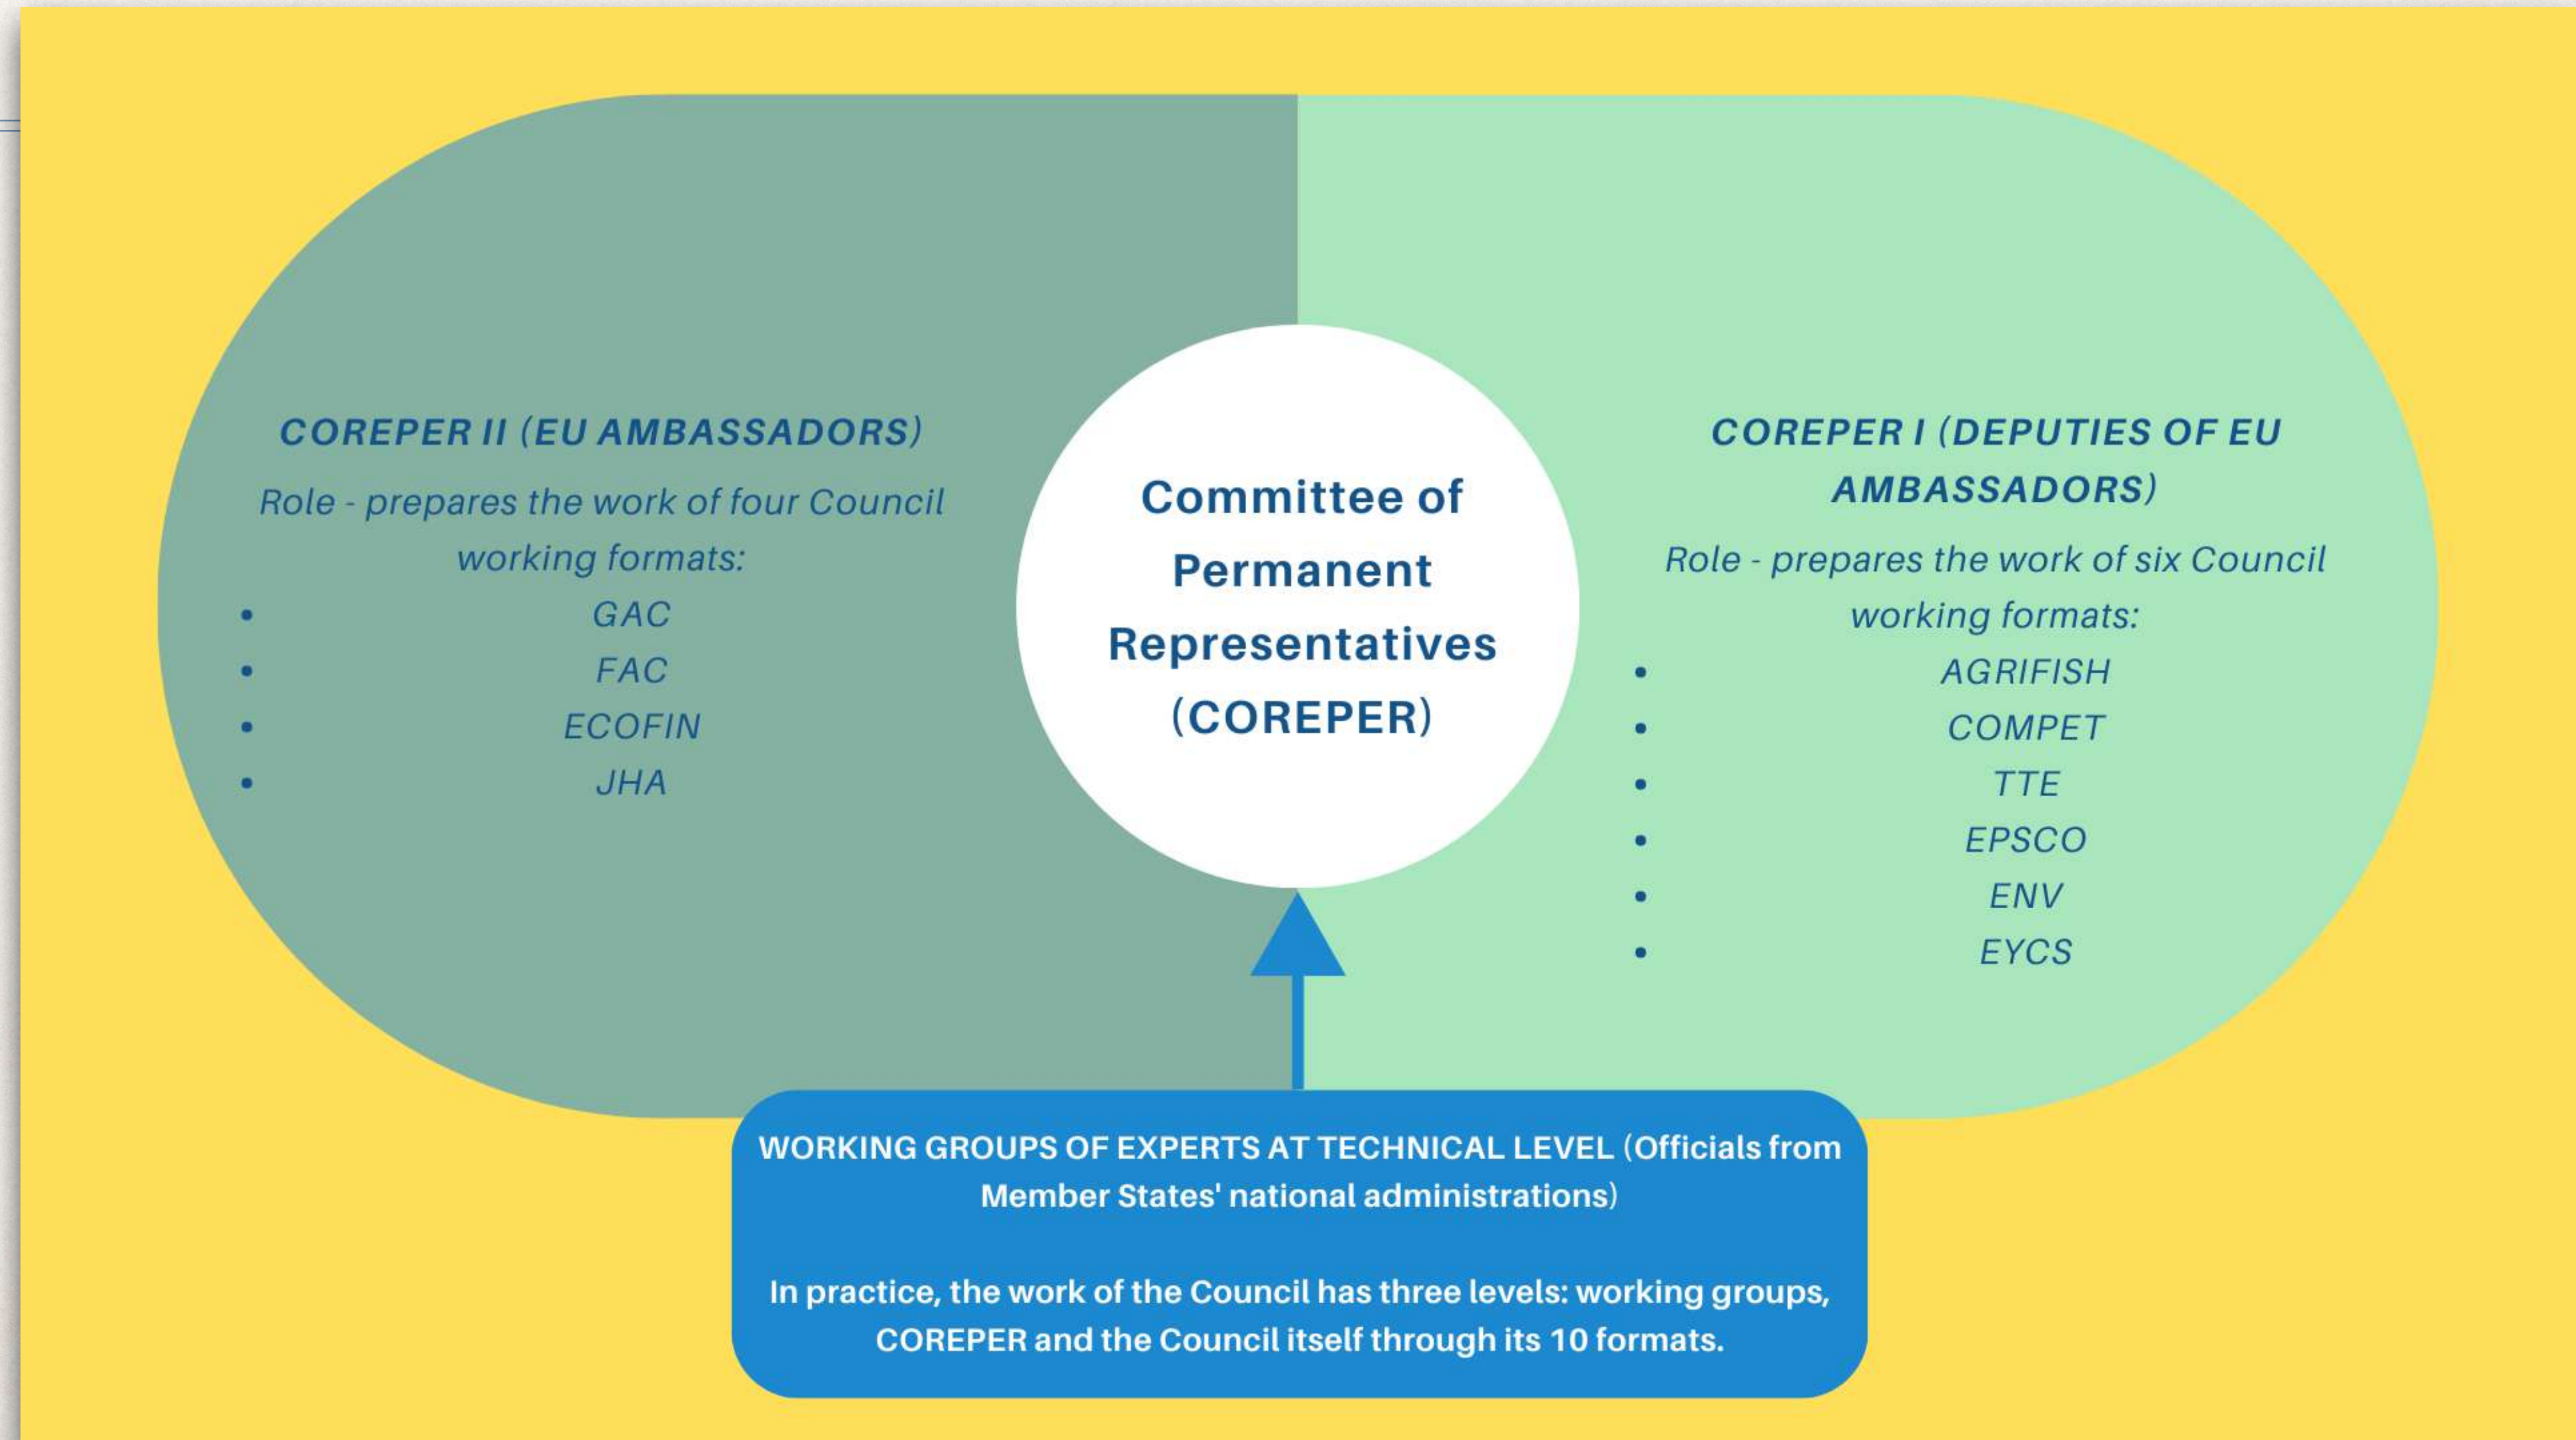 COREPER II (EU AMBASSADORS)
Role - prepares the work of four Council
working formats:
• GAC
• FAC
• ECOFIN
• JHA
Committee of
Permanent
Representatives
(COREPER)
COREPER I (DEPUTIES OF EU
AMBASSADORS)
Role - prepares the work of six Council
working formats:
• AGRIFISH
• COMPET
• TTE
• EPSCO
• ENV
• EYCS
WORKING GROUPS OF EXPERTS AT TECHNICAL LEVEL (Officials from
Member States' national administrations)
In practice, the work of the Council has three levels: working groups,
COREPER and the Council itself through its 10 formats.